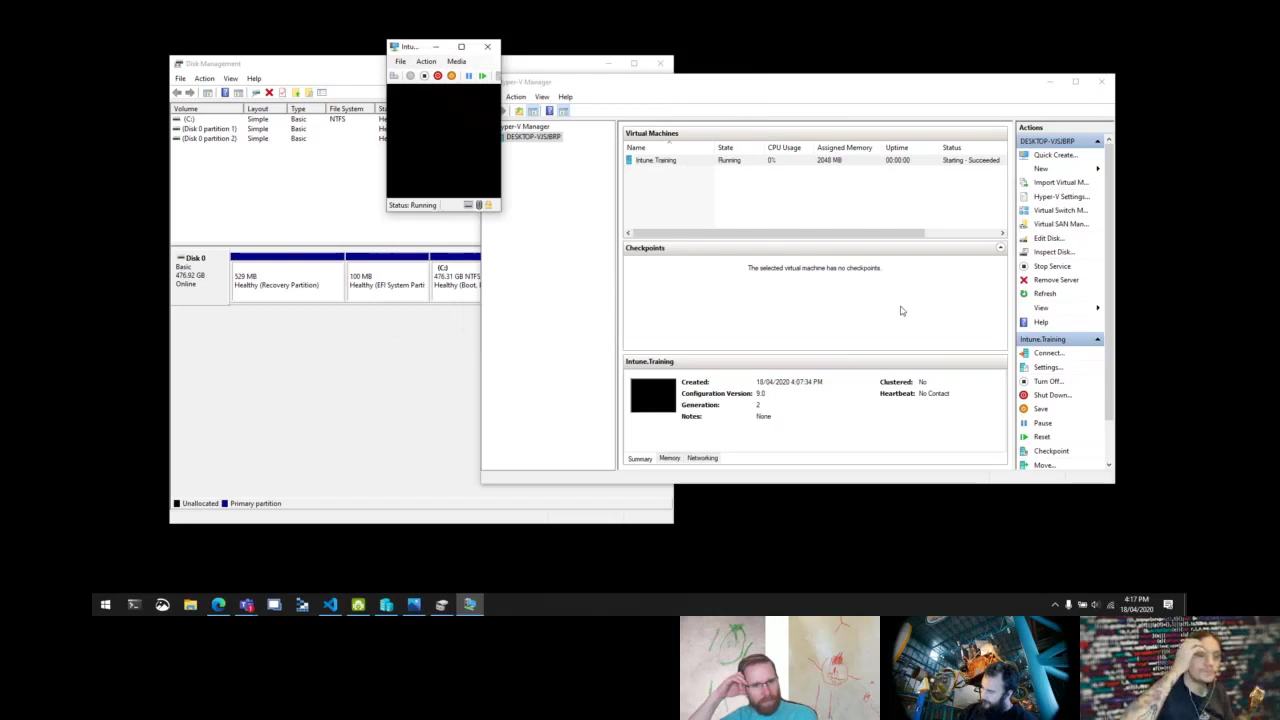 Intu...
File Action Media
Status: Running
Disk Management
File Action View Help
Volume Layout Type File System
(C:) Simple Basic NTFS
(Disk 0 partition 1) Simple Basic
(Disk 0 partition 2) Simple Basic
Disk 0
Basic
476.92 GB
Online
529 MB
Healthy (Recovery Partition)
100 MB
Healthy (EFI System Parti
(C:)
476.31 GB NTFS
Healthy (Boot,
Unallocated Primary partition
yper-V Manager
Action View Help
yper-V Manager
Virtual Machines
Name State CPU Usage Assigned Memory Uptime Status
Intune.Training Running 0% 2048 MB 00:00:00 Starting - Succeeded
Checkpoints
The selected virtual machine has no checkpoints.
Intune.Training
Created: 18/04/2020 4:07:34 PM Clustered: No
Configuration Version: 9.0 Heartbeat: No Contact
Generation: 2
Notes: None
Summary Memory Networking
Actions
Quick Create...
New
Import Virtual M...
Hyper-V Settings...
Virtual Switch M...
Virtual SAN Man...
Edit Disk...
Inspect Disk...
Stop Service
Remove Server
Refresh
View
Help
Intune.Training
Connect...
Settings...
Turn Off...
Shut Down...
Save
Pause
Reset
Checkpoint
Move...
4:17 PM
18/04/2020